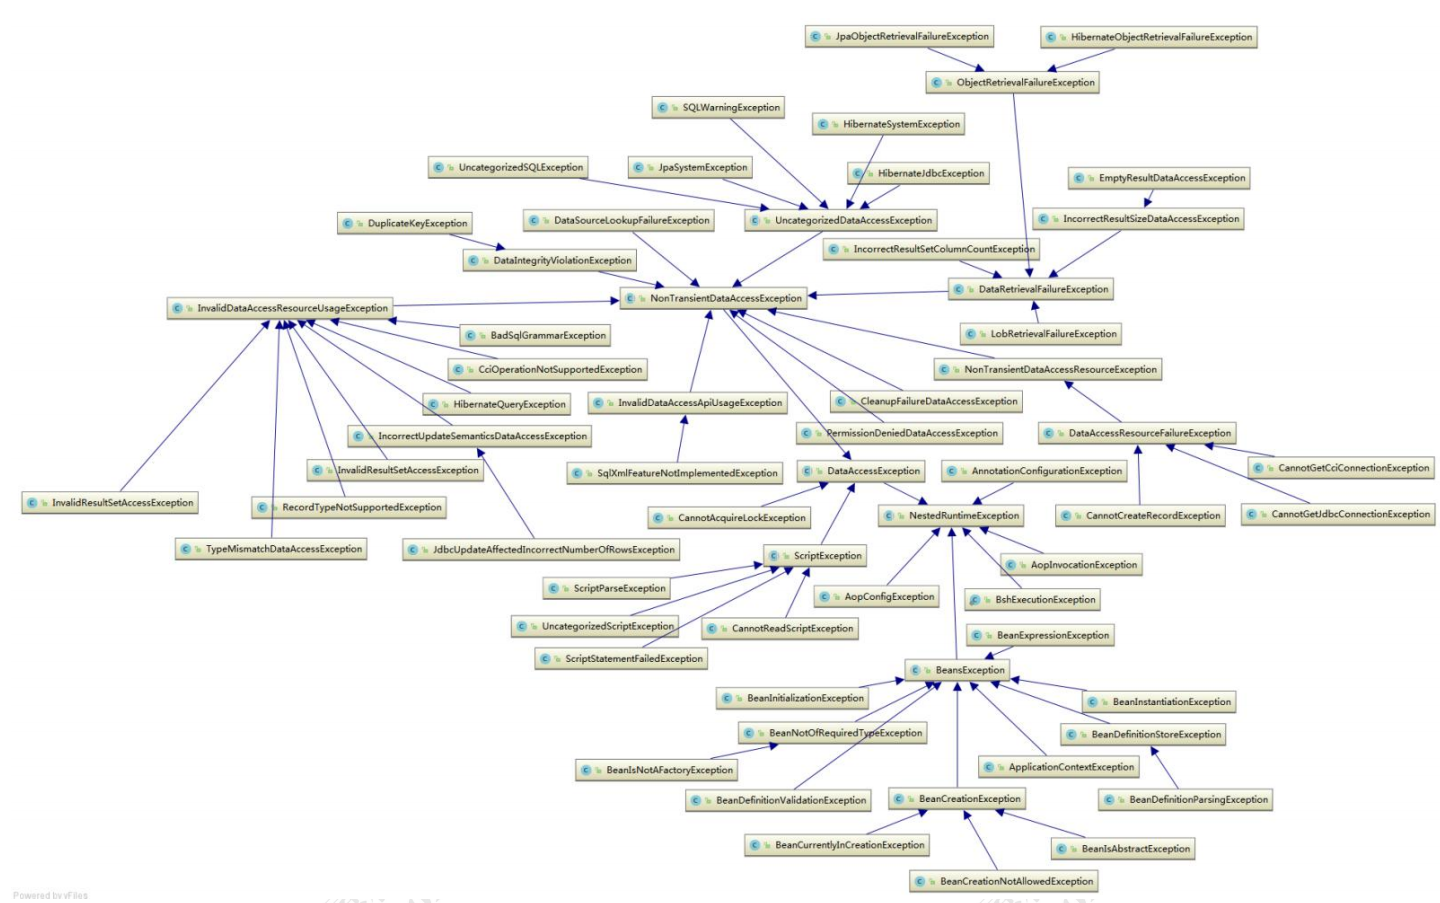 JpaObjectRetrievalFailureException
HibernateObjectRetrievalFailureException
ObjectRetrievalFailureException
SQLWarningException
HibernateSystemException
UncategorizedSQLException
JpaSystemException
HibernateJdbcException
EmptyResultDataAccessException
DuplicateKeyException
DataSourceLookupFailureException
UncategorizedDataAccessException
IncorrectResultSizeDataAccessException
DataIntegrityViolationException
IncorrectResultSetColumnCountException
DataRetrievalFailureException
InvalidDataAccessResourceUsageException
NonTransientDataAccessException
BadSqlGrammarException
LobRetrievalFailureException
CciOperationNotSupportedException
NonTransientDataAccessResourceException
HibernateQueryException
InvalidDataAccessApiUsageException
CleanupFailureDataAccessException
IncorrectUpdateSemanticsDataAccessException
PermissionDeniedDataAccessException
DataAccessResourceFailureException
InvalidResultSetAccessException
SqlXmlFeatureNotImplementedException
DataAccessException
AnnotationConfigurationException
CannotGetCciConnectionException
InvalidResultSetAccessException
RecordTypeNotSupportedException
CannotAcquireLockException
NestedRuntimeException
CannotCreateRecordException
CannotGetJdbcConnectionException
TypeMismatchDataAccessException
JdbcUpdateAffectedIncorrectNumberOfRowsException
ScriptException
AopInvocationException
ScriptParseException
AopConfigException
BshExecutionException
UncategorizedScriptException
CannotReadScriptException
BeanExpressionException
ScriptStatementFailedException
BeansException
BeanInitializationException
BeanInstantiationException
BeanNotOfRequiredTypeException
BeanDefinitionStoreException
BeanIsNotAFactoryException
ApplicationContextException
BeanDefinitionValidationException
BeanCreationException
BeanDefinitionParsingException
BeanCurrentlyInCreationException
BeanIsAbstractException
BeanCreationNotAllowedException
Powered by yFiles